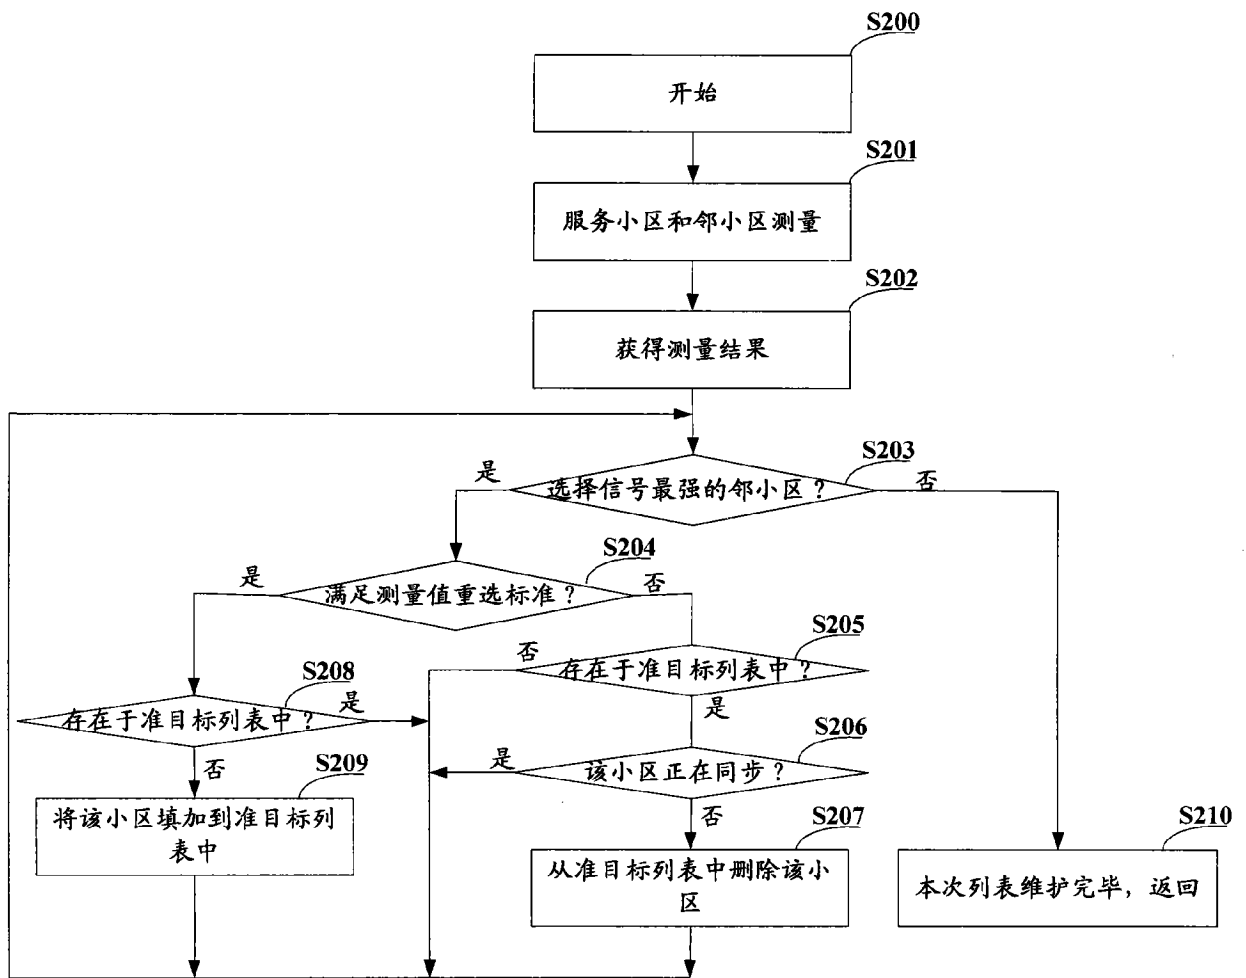 S200
开始
S201
服务小区和邻小区测量
S202
获得测量结果
S203
是
选择信号最强的邻小区？
否
S204
是
满足测量值重选标准？
否
S205
否
存在于准目标列表中？
是
S208
存在于准目标列表中？
是
否
S206
是
该小区正在同步？
否
S209
将该小区填加到准目标列
表中
S207
从准目标列表中删除该小
区
S210
本次列表维护完毕，返回